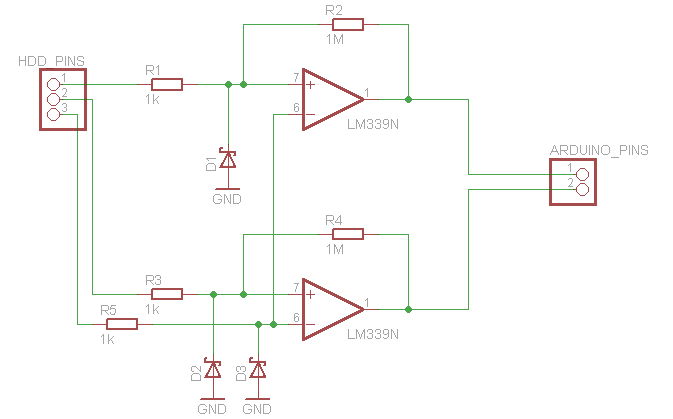 R2
1M
HDD_PINS
1
2
3
R1
1k
7
+
6
-
1
LM339N
D1
GND
ARDUINO_PINS
1
2
R4
1M
R3
1k
7
+
6
-
1
LM339N
R5
1k
D2
D3
GND
GND